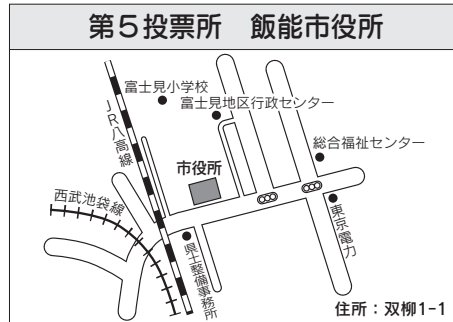 第5投票所　飯能市役所
富士見小学校
富士見地区行政センター
JR八高線
総合福祉センター
市役所
西武池袋線
東京電力
県土整備事務所
住所：双柳1-1